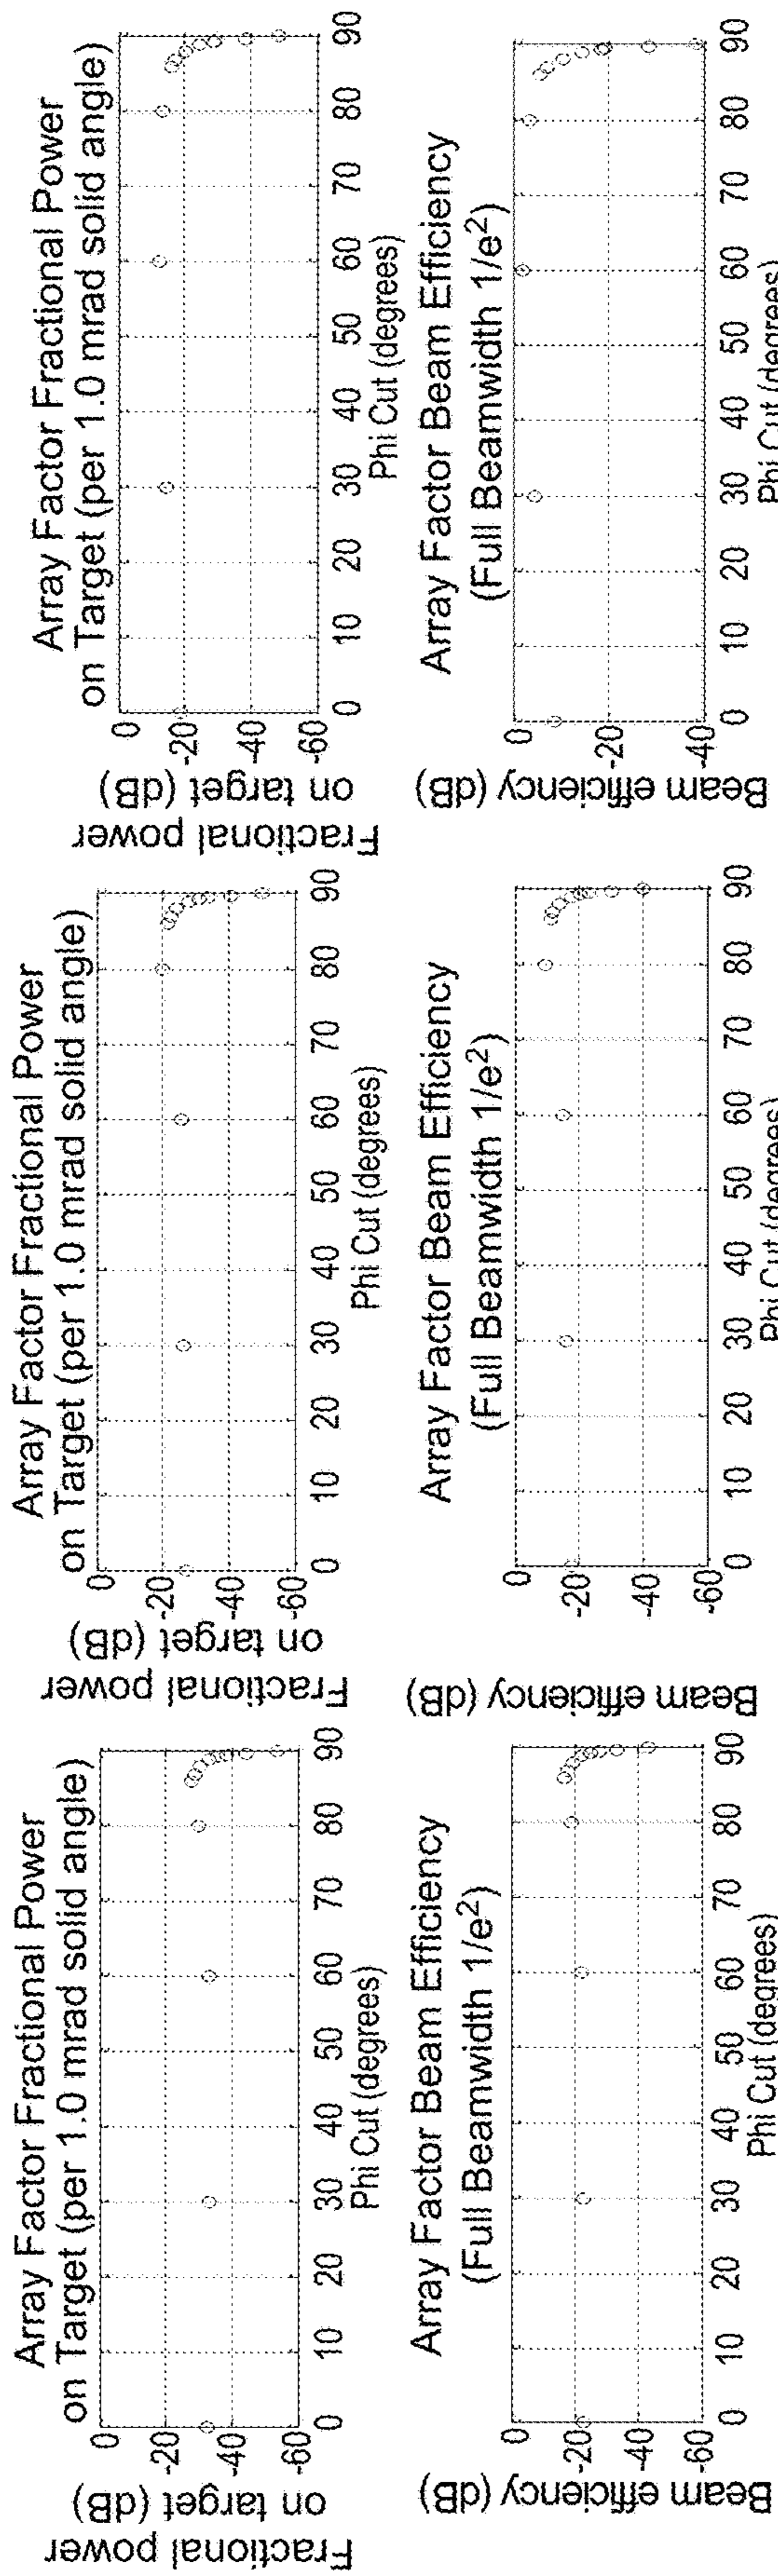 Array Factor Fractional Power
on Target (per 1.0 mrad solid angle)
Fractional power
on target (dB)
0
-20
-40
-60
0 10 20 30 40 50 60 70 80 90
Phi Cut (degrees)
Array Factor Fractional Power
on Target (per 1.0 mrad solid angle)
Fractional power
on target (dB)
0
-20
-40
-60
0 10 20 30 40 50 60 70 80 90
Phi Cut (degrees)
Array Factor Fractional Power
on Target (per 1.0 mrad solid angle)
Fractional power
on target (dB)
0
-20
-40
-60
0 10 20 30 40 50 60 70 80 90
Phi Cut (degrees)
Array Factor Beam Efficiency
(Full Beamwidth 1/e²)
Beam efficiency (dB)
0
-20
-40
-60
0 10 20 30 40 50 60 70 80 90
Phi Cut (degrees)
Array Factor Beam Efficiency
(Full Beamwidth 1/e²)
Beam efficiency (dB)
0
-20
-40
-60
0 10 20 30 40 50 60 70 80 90
Phi Cut (degrees)
Array Factor Beam Efficiency
(Full Beamwidth 1/e²)
Beam efficiency (dB)
0
-20
-40
0 10 20 30 40 50 60 70 80 90
Phi Cut (degrees)